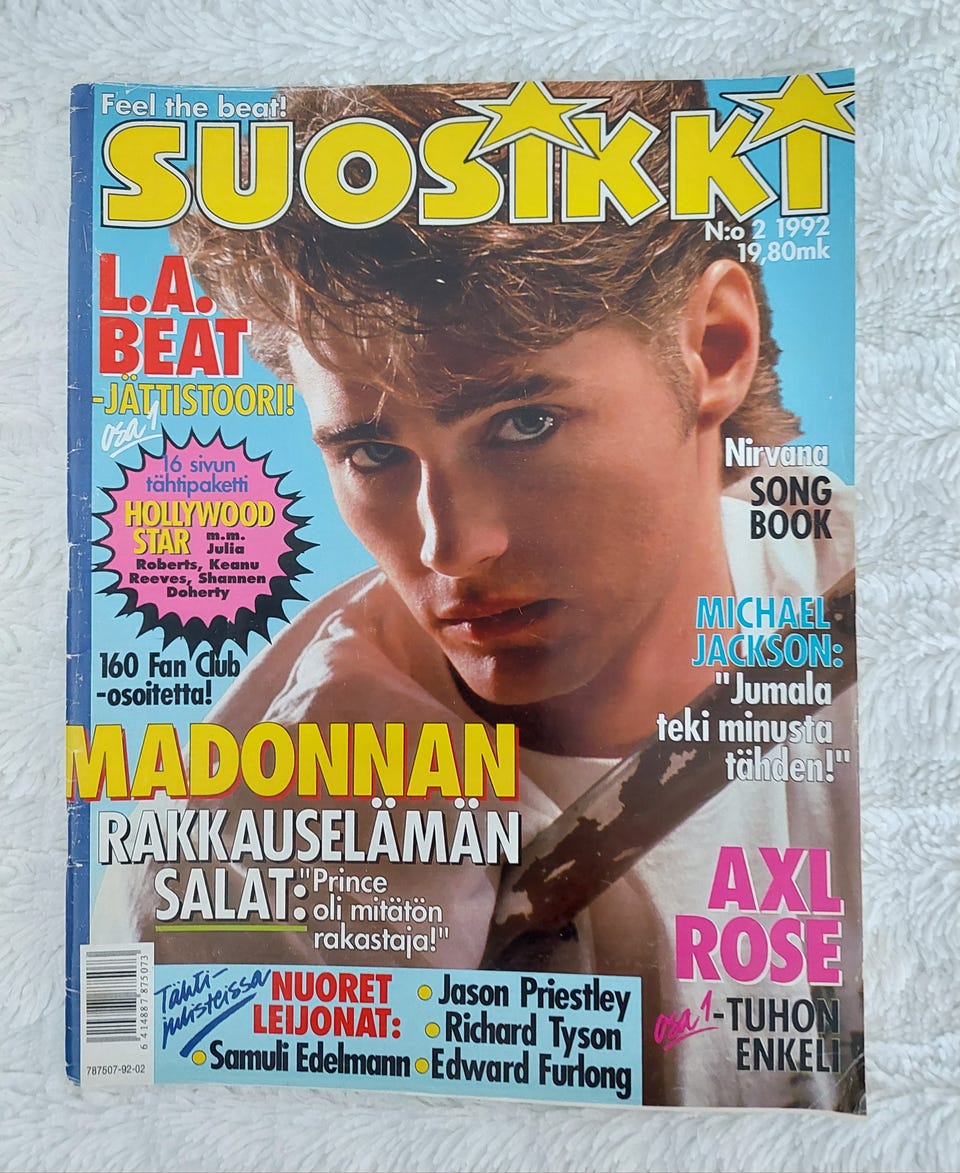 Feel the beat!
SUOSIKKI
N:o 2 1992
19,80mk
L.A.
BEAT
-JÄTTISTOORI!
osa 1
16 sivun
tähtipaketti
HOLLYWOOD
STAR m.m.
Julia
Roberts, Keanu
Reeves, Shannen
Doherty
160 Fan Club
-osoitetta!
Nirvana
SONG
BOOK
MICHAEL
JACKSON:
"Jumala
teki minusta
tähden!"
MADONNAN
RAKKAUSELÄMÄN
SALAT: "Prince
oli mitätön
rakastaja!"
AXL
ROSE
osa 1 -TUHON
ENKELI
Tähti-
julisteissa
NUORET
LEIJONAT:
Samuli Edelmann
Jason Priestley
Richard Tyson
Edward Furlong
6 414887 875073
787507-92-02